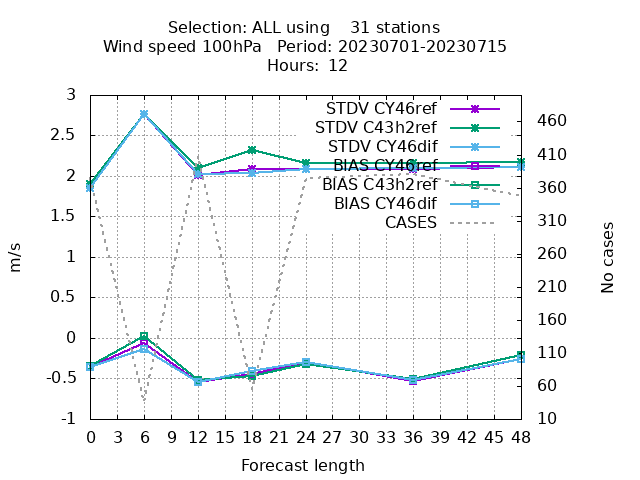 Selection: ALL using 31 stations
Wind speed 100hPa Period: 20230701-20230715
Hours: 12
STDV CY46ref
STDV C43h2ref
STDV CY46dif
BIAS CY46ref
BIAS C43h2ref
BIAS CY46dif
CASES
3
2.5
2
1.5
1
0.5
0
-0.5
-1
m/s
460
410
360
310
260
210
160
110
60
10
No cases
0 3 6 9 12 15 18 21 24 27 30 33 36 39 42 45 48
Forecast length